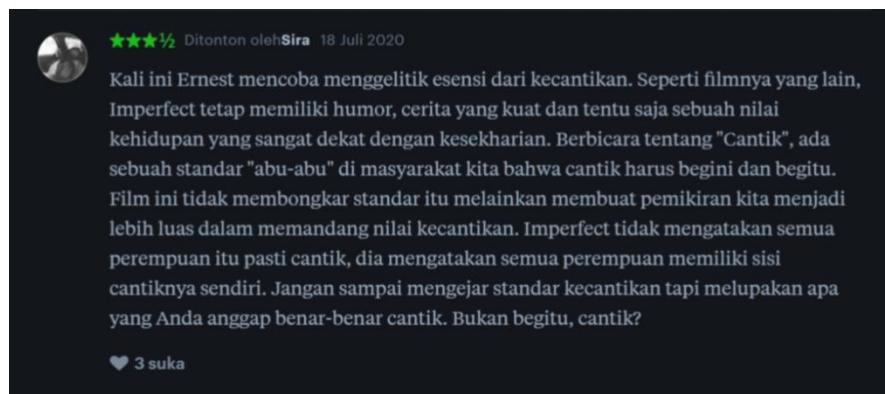 ★★★½ Ditonton olehSira 18 Juli 2020
Kali ini Ernest mencoba menggelitik esensi dari kecantikan. Seperti filmnya yang lain,
Imperfect tetap memiliki humor, cerita yang kuat dan tentu saja sebuah nilai
kehidupan yang sangat dekat dengan kesekharian. Berbicara tentang "Cantik", ada
sebuah standar "abu-abu" di masyarakat kita bahwa cantik harus begini dan begitu.
Film ini tidak membongkar standar itu melainkan membuat pemikiran kita menjadi
lebih luas dalam memandang nilai kecantikan. Imperfect tidak mengatakan semua
perempuan itu pasti cantik, dia mengatakan semua perempuan memiliki sisi
cantiknya sendiri. Jangan sampai mengejar standar kecantikan tapi melupakan apa
yang Anda anggap benar-benar cantik. Bukan begitu, cantik?
3 suka